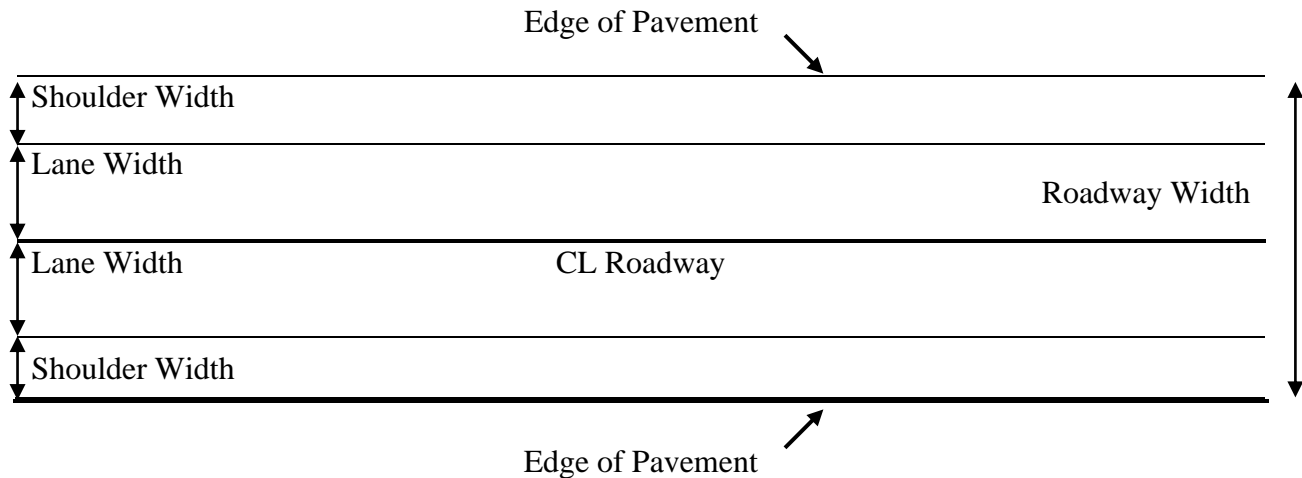 Edge of Pavement
Shoulder Width
Lane Width
Roadway Width
Lane Width
CL Roadway
Shoulder Width
Edge of Pavement